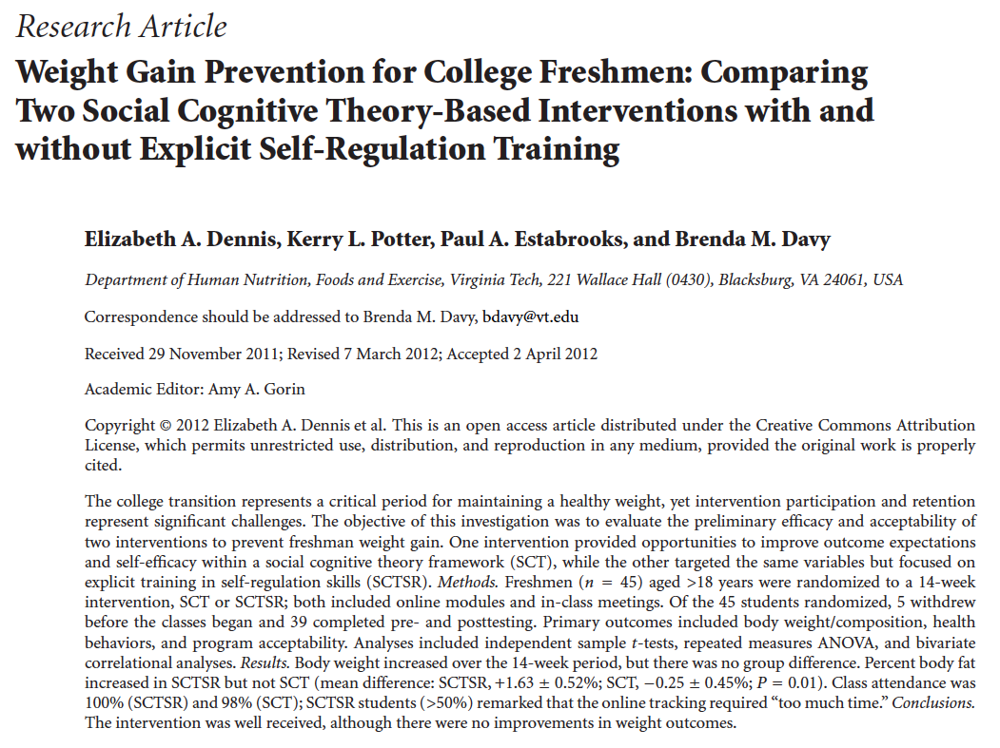 Research Article
Weight Gain Prevention for College Freshmen: Comparing
Two Social Cognitive Theory-Based Interventions with and
without Explicit Self-Regulation Training
Elizabeth A. Dennis, Kerry L. Potter, Paul A. Estabrooks, and Brenda M. Davy
Department of Human Nutrition, Foods and Exercise, Virginia Tech, 221 Wallace Hall (0430), Blacksburg, VA 24061, USA
Correspondence should be addressed to Brenda M. Davy, bdavy@vt.edu
Received 29 November 2011; Revised 7 March 2012; Accepted 2 April 2012
Academic Editor: Amy A. Gorin
Copyright © 2012 Elizabeth A. Dennis et al. This is an open access article distributed under the Creative Commons Attribution
License, which permits unrestricted use, distribution, and reproduction in any medium, provided the original work is properly
cited.
The college transition represents a critical period for maintaining a healthy weight, yet intervention participation and retention
represent significant challenges. The objective of this investigation was to evaluate the preliminary efficacy and acceptability of
two interventions to prevent freshman weight gain. One intervention provided opportunities to improve outcome expectations
and self-efficacy within a social cognitive theory framework (SCT), while the other targeted the same variables but focused on
explicit training in self-regulation skills (SCTSR). Methods. Freshmen (n = 45) aged >18 years were randomized to a 14-week
intervention, SCT or SCTSR; both included online modules and in-class meetings. Of the 45 students randomized, 5 withdrew
before the classes began and 39 completed pre- and posttesting. Primary outcomes included body weight/composition, health
behaviors, and program acceptability. Analyses included independent sample t-tests, repeated measures ANOVA, and bivariate
correlational analyses. Results. Body weight increased over the 14-week period, but there was no group difference. Percent body fat
increased in SCTSR but not SCT (mean difference: SCTSR, +1.63 ± 0.52%; SCT, −0.25 ± 0.45%; P = 0.01). Class attendance was
100% (SCTSR) and 98% (SCT); SCTSR students (>50%) remarked that the online tracking required “too much time.” Conclusions.
The intervention was well received, although there were no improvements in weight outcomes.